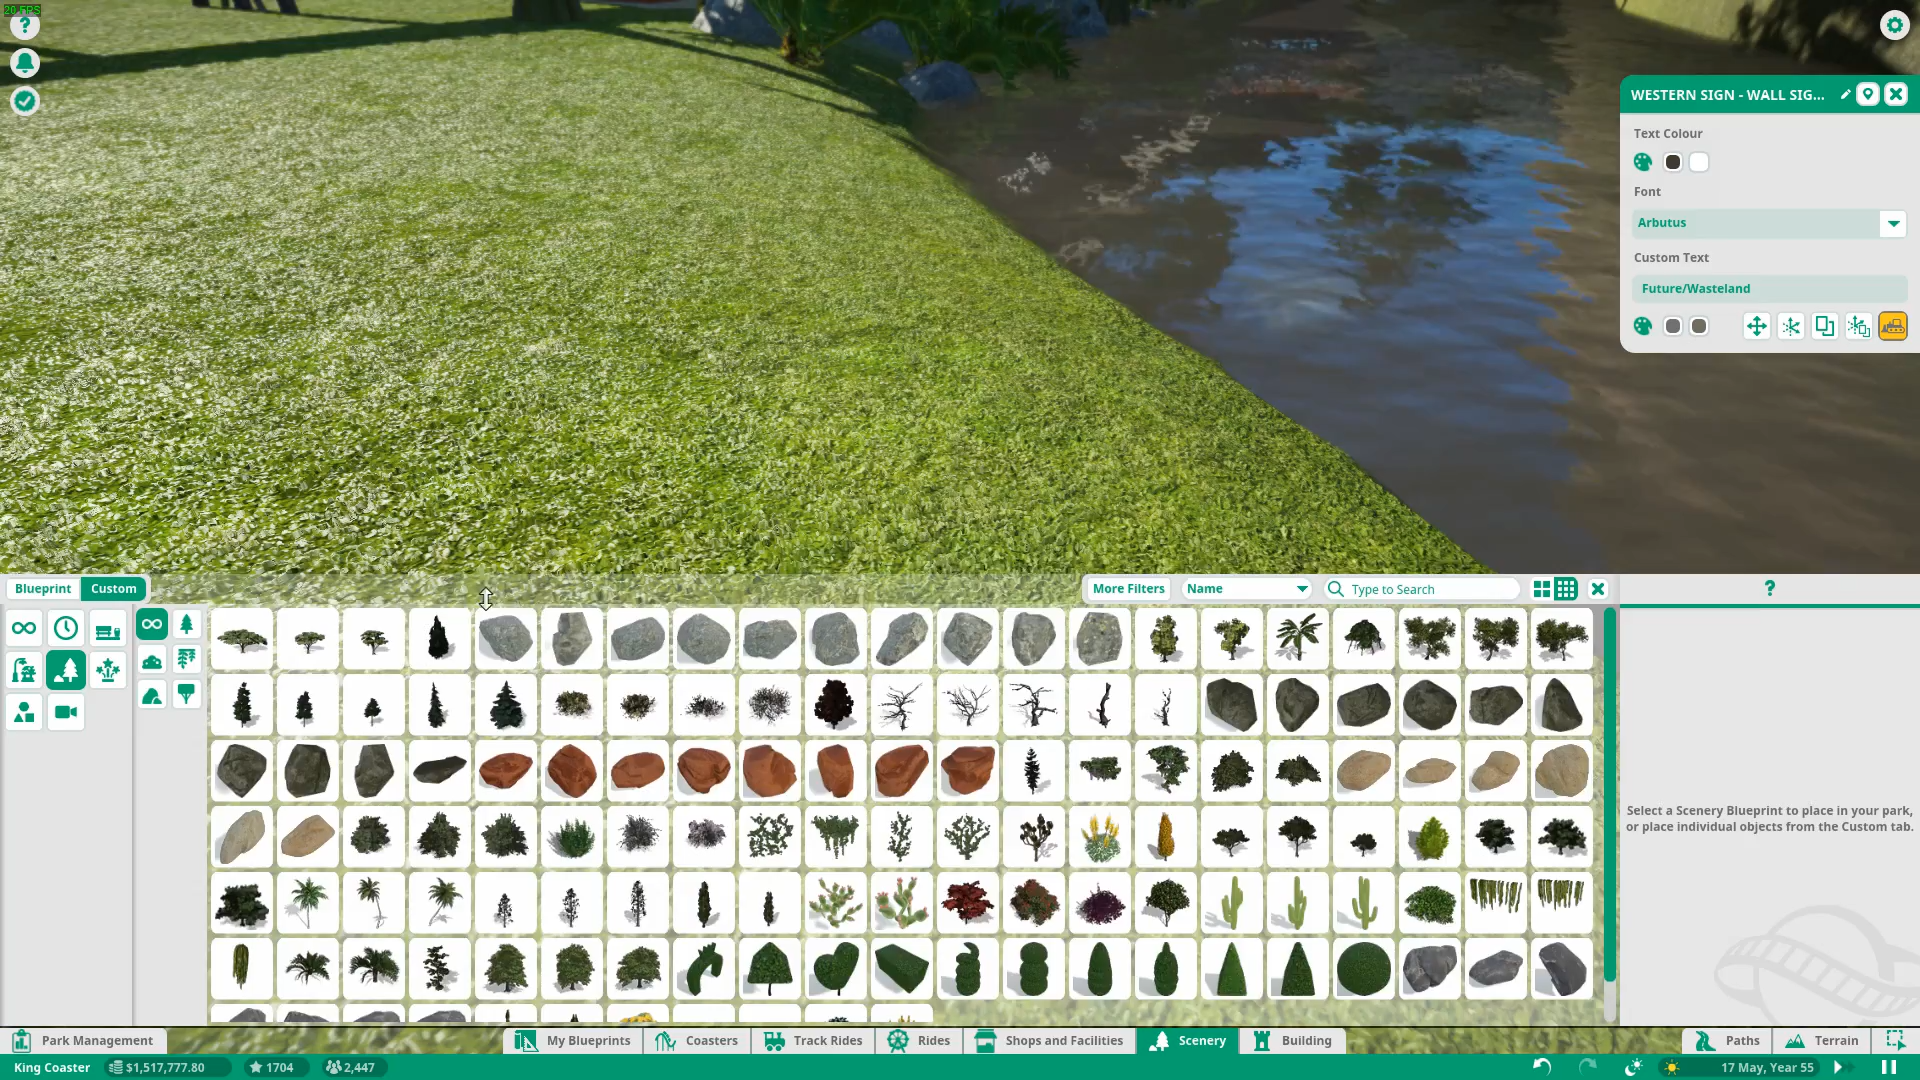 20 FPS
?
WESTERN SIGN - WALL SIG...
Text Colour
Font
Arbutus
Custom Text
Future/Wasteland
Blueprint
Custom
More Filters
Name
Type to Search
?
Select a Scenery Blueprint to place in your park,
or place individual objects from the Custom tab.
Park Management
My Blueprints
Coasters
Track Rides
Rides
Shops and Facilities
Scenery
Building
Paths
Terrain
King Coaster
$1,517,777.80
1704
2,447
17 May, Year 55